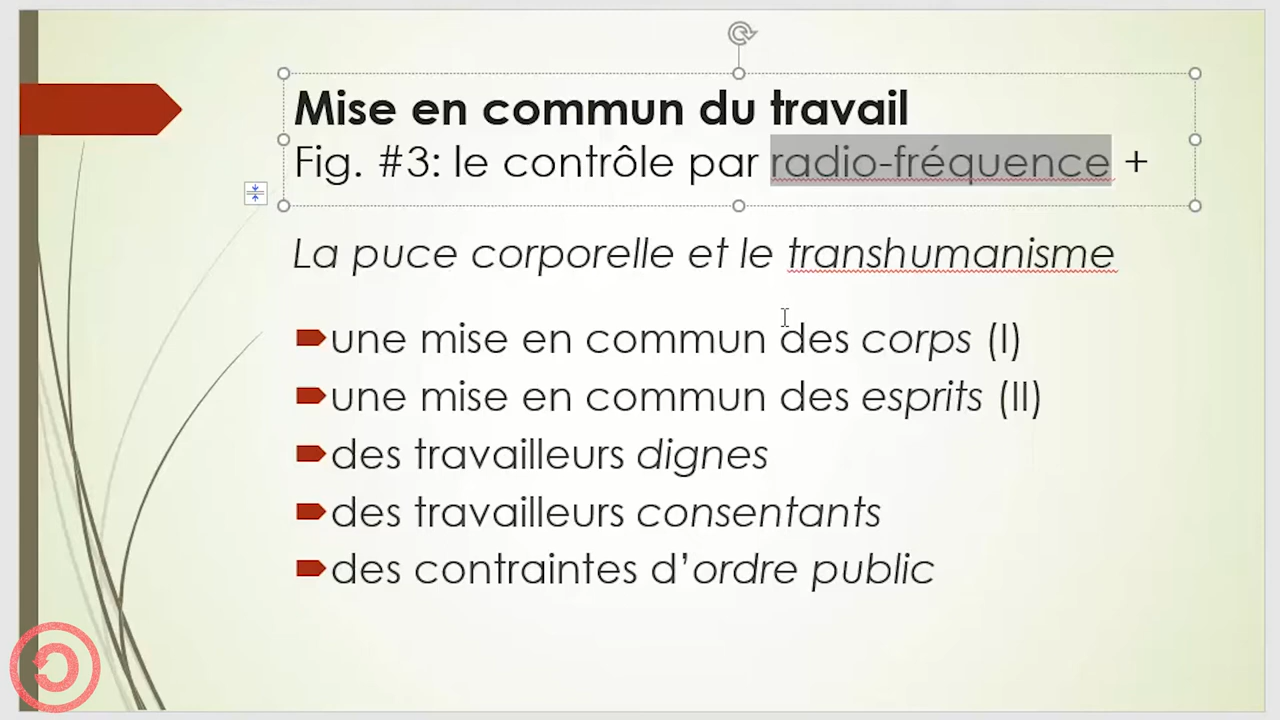 Mise en commun du travail
Fig. #3: le contrôle par radio-fréquence +
La puce corporelle et le transhumanisme
une mise en commun des corps (I)
une mise en commun des esprits (II)
des travailleurs dignes
des travailleurs consentants
des contraintes d’ordre public